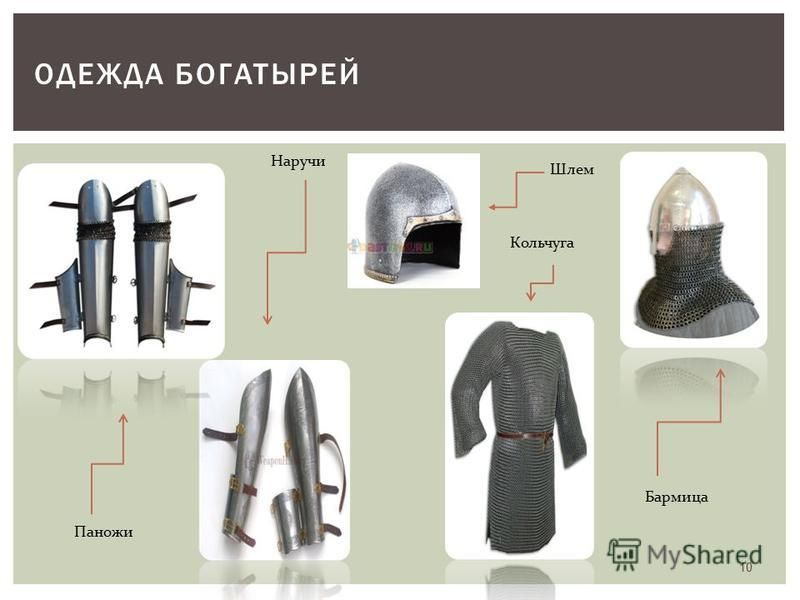 ОДЕЖДА БОГАТЫРЕЙ
Наручи
Шлем
Кольчуга
Бармица
Паножи
MyShared
10